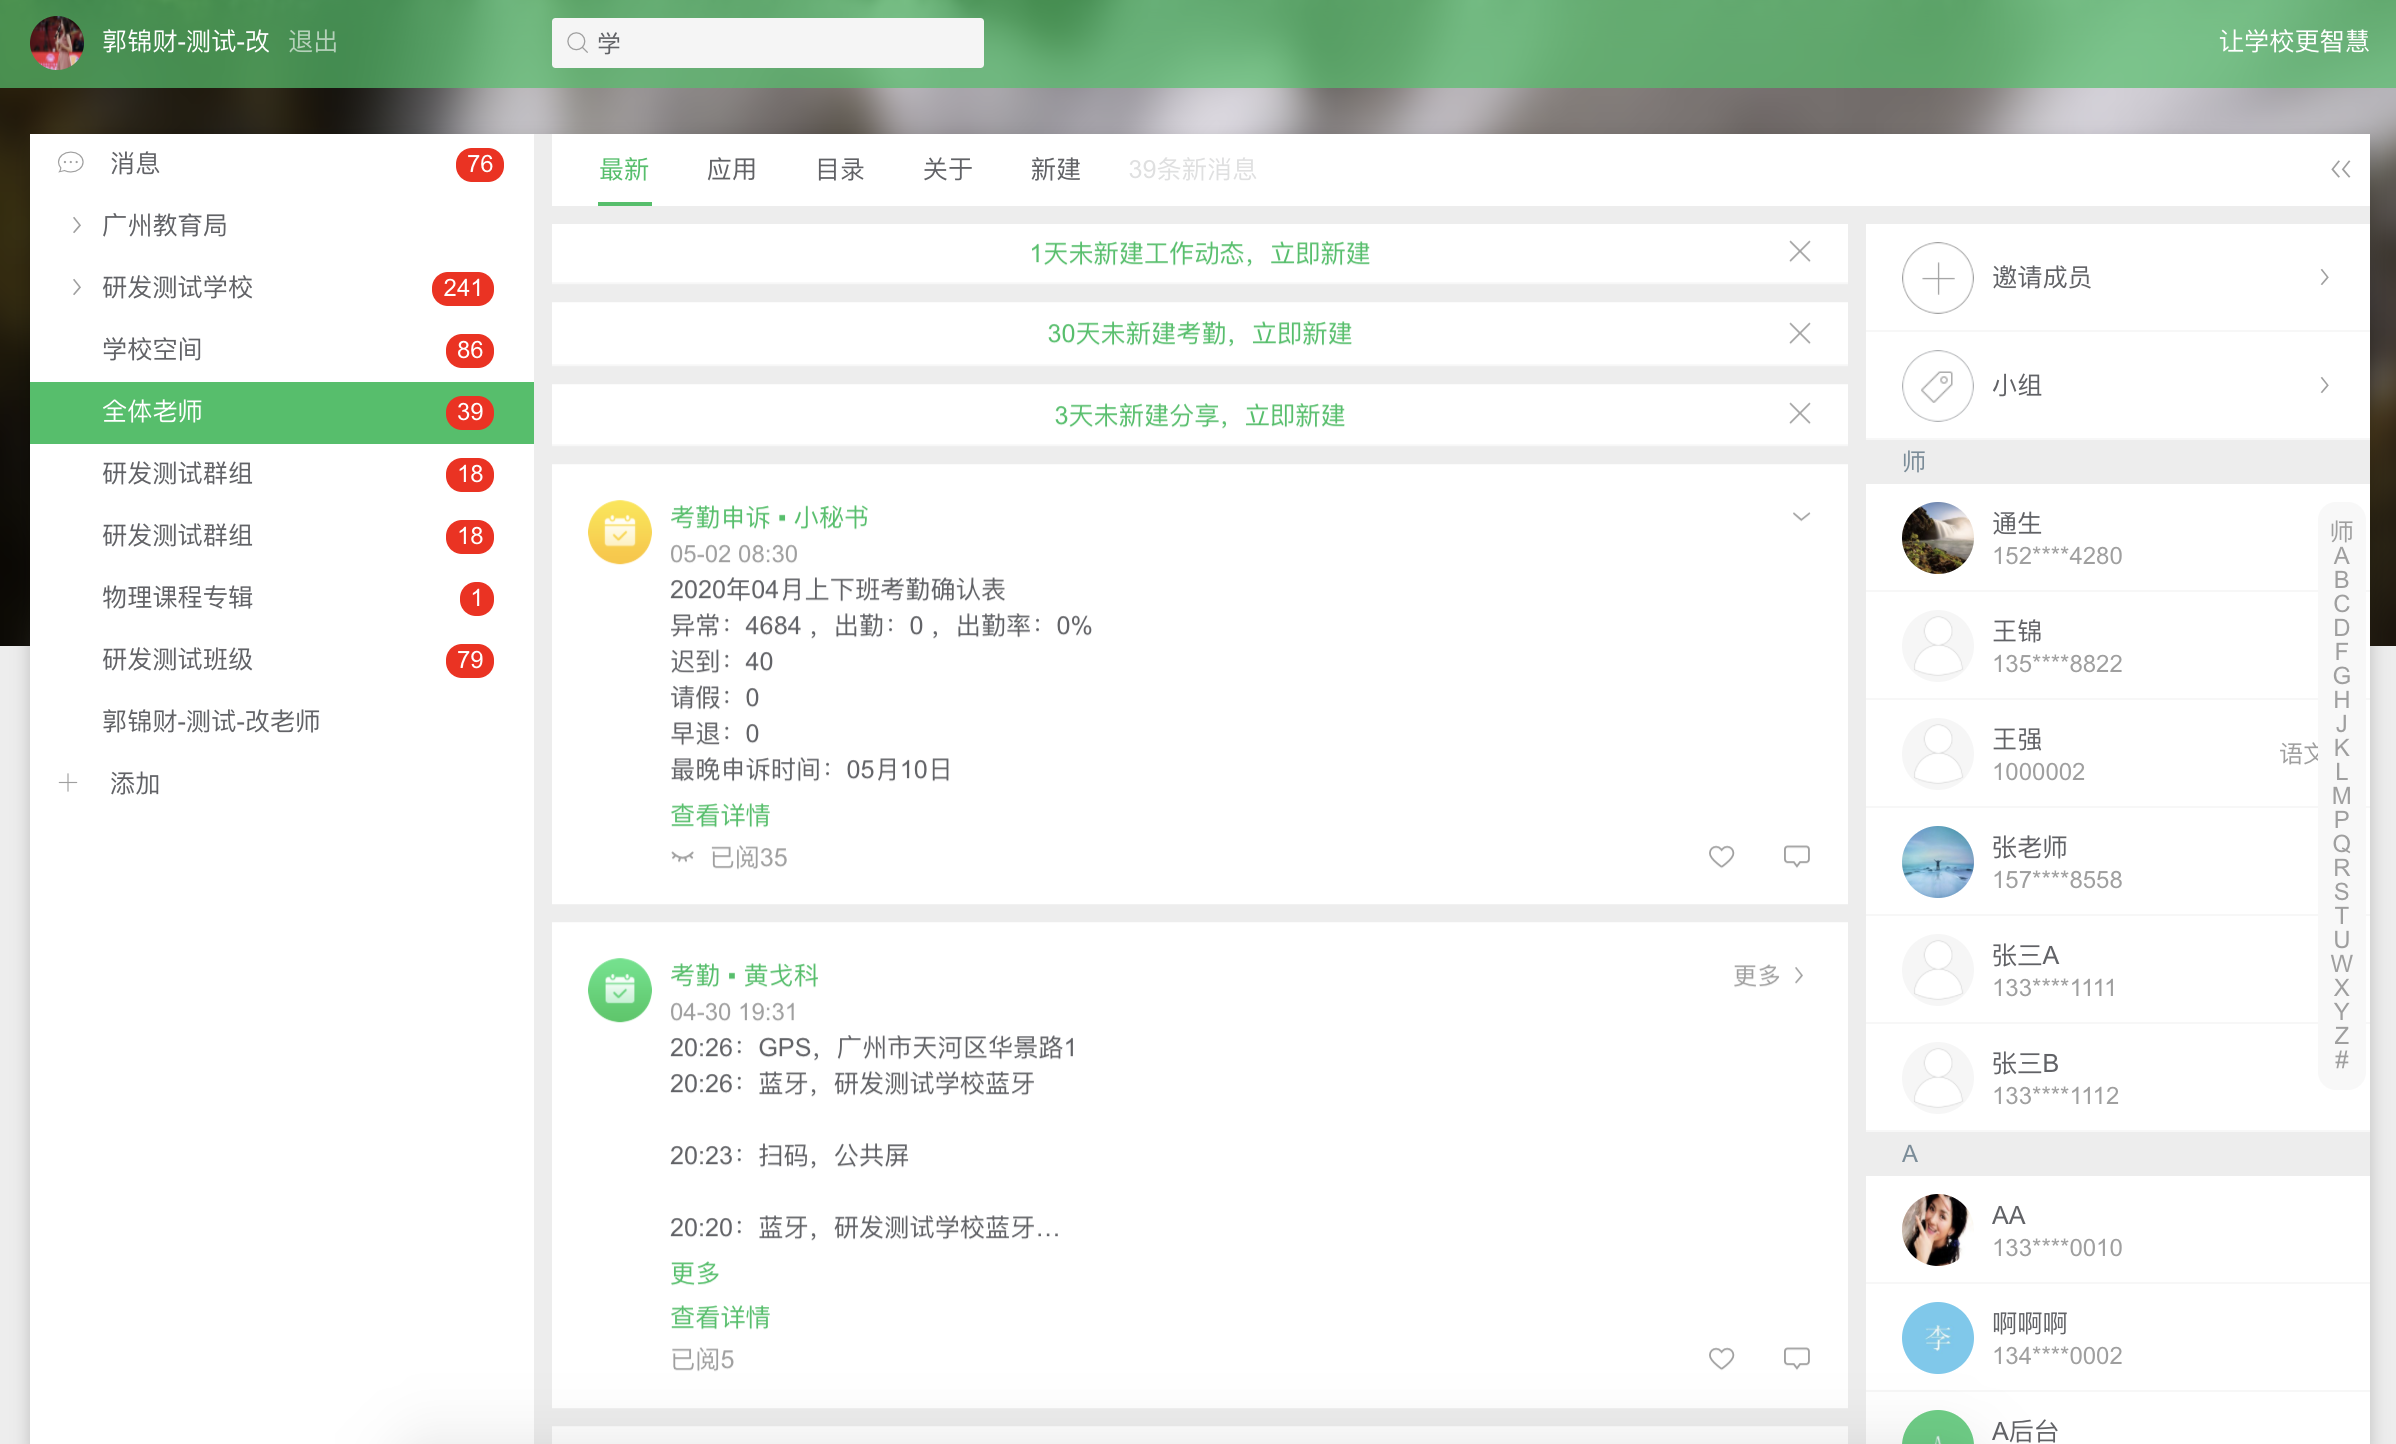 郭锦财-测试-改 退出
学
让学校更智慧
消息 76
广州教育局
研发测试学校 241
学校空间 86
全体老师 39
研发测试群组 18
研发测试群组 18
物理课程专辑 1
研发测试班级 79
郭锦财-测试-改老师
添加
最新 应用 目录 关于 新建 39条新消息
1天未新建工作动态，立即新建
30天未新建考勤，立即新建
3天未新建分享，立即新建
考勤申诉▪小秘书
05-02 08:30
2020年04月上下班考勤确认表
异常：4684 ，出勤：0 ，出勤率：0%
迟到：40
请假：0
早退：0
最晚申诉时间：05月10日
查看详情
已阅35
考勤▪黄戈科
更多
04-30 19:31
20:26：GPS，广州市天河区华景路1
20:26：蓝牙，研发测试学校蓝牙
20:23：扫码，公共屏
20:20：蓝牙，研发测试学校蓝牙...
更多
查看详情
已阅5
邀请成员
小组
师
通生
152****4280
王锦
135****8822
王强
1000002
语文
张老师
157****8558
张三A
133****1111
张三B
133****1112
A
AA
133****0010
李
啊啊啊
134****0002
A后台
师
A
B
C
D
F
G
H
J
K
L
M
P
Q
R
S
T
U
W
X
Y
Z
#